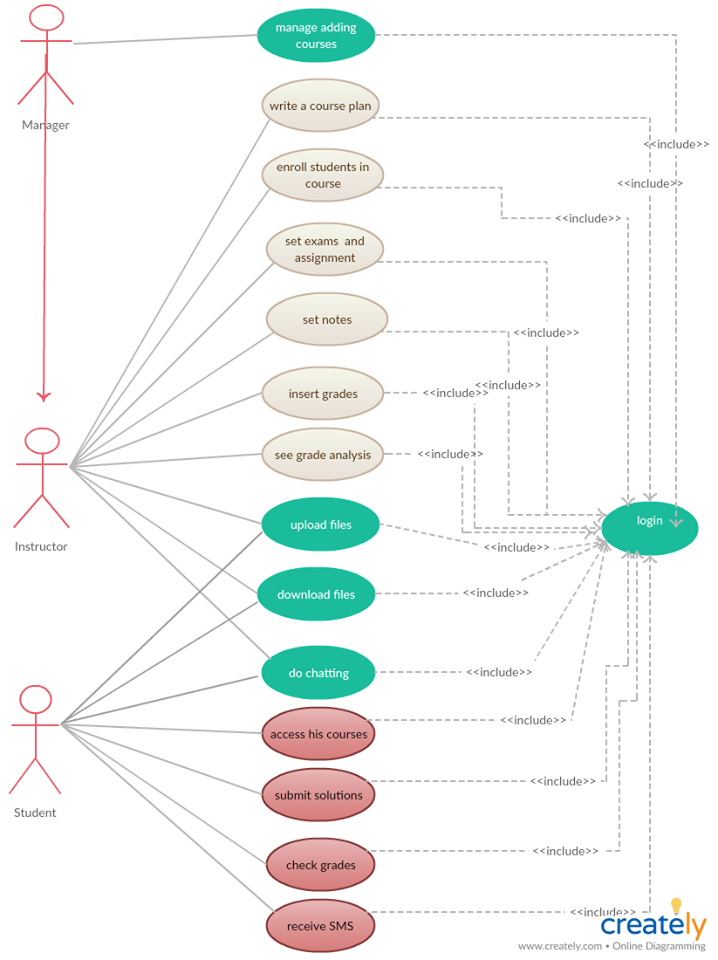 manage adding
courses
Manager
write a course plan
<<include>>
enroll students in
course
<<include>>
<<include>>
set exams and
assignment
set notes
<<include>>
insert grades
<<include>>
<<include>>
see grade analysis
<<include>>
upload files
login
Instructor
<<include>>
download files
<<include>>
do chatting
<<include>>
access his courses
<<include>>
submit solutions
<<include>>
Student
check grades
<<include>>
receive SMS
<<include>>
creately
www.creately.com • Online Diagramming